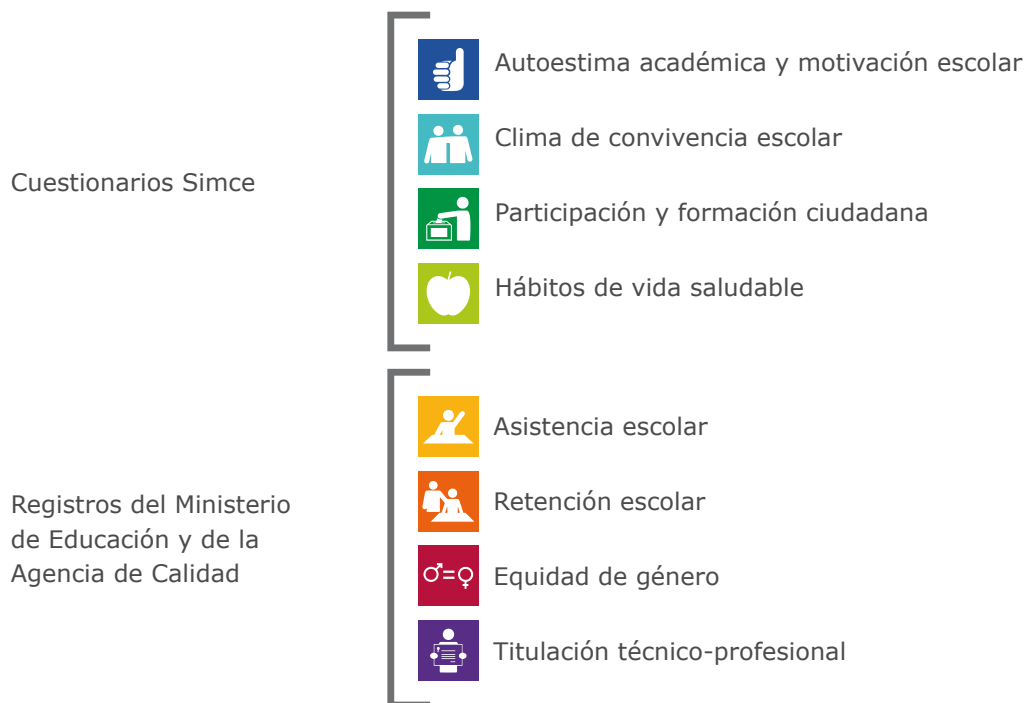 Cuestionarios Simce
Autoestima académica y motivación escolar
Clima de convivencia escolar
Participación y formación ciudadana
Hábitos de vida saludable
Registros del Ministerio
de Educación y de la
Agencia de Calidad
Asistencia escolar
Retención escolar
Equidad de género
Titulación técnico-profesional